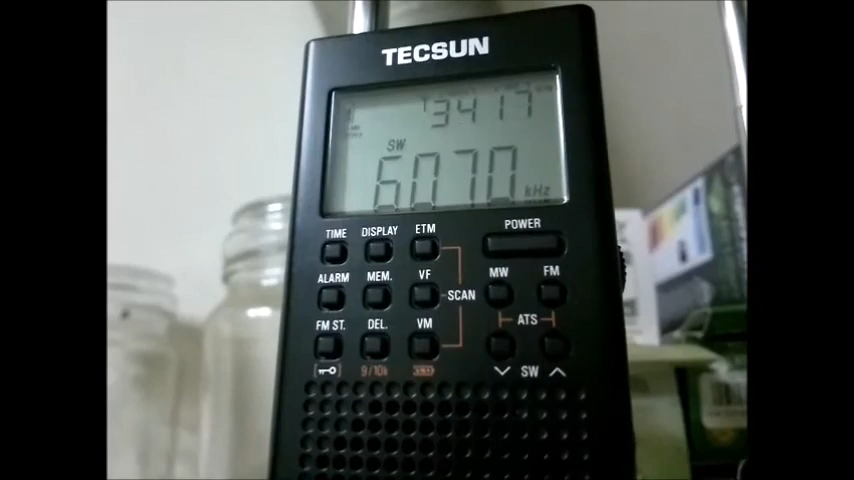 TECSUN
3417
SW
6070 kHz
TIME DISPLAY ETM POWER
ALARM MEM. VF MW FM
SCAN
FM ST. DEL. VM ATS
9/10k SW